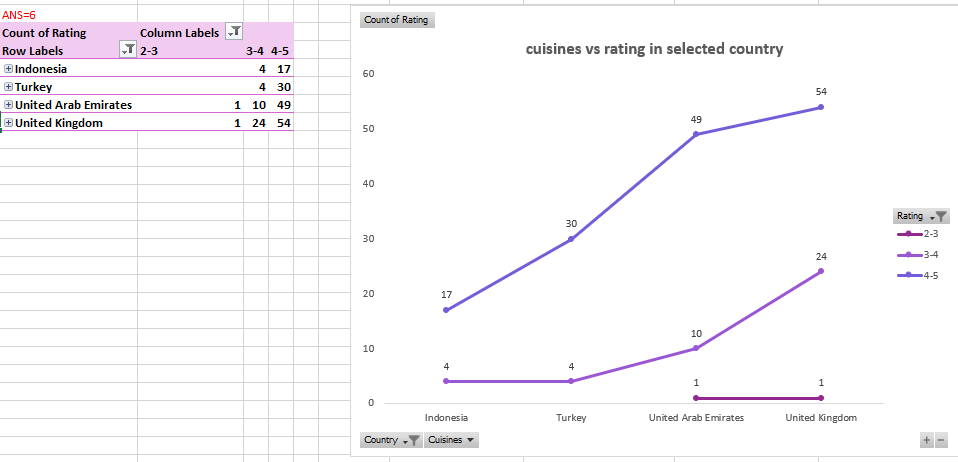 ANS=6
Count of Rating Column Labels
Row Labels 2-3 3-4 4-5
Indonesia 4 17
Turkey 4 30
United Arab Emirates 1 10 49
United Kingdom 1 24 54
Count of Rating
cuisines vs rating in selected country
60
50
40
30
20
10
0
17
30
49
54
4
4
10
24
1
1
Indonesia
Turkey
United Arab Emirates
United Kingdom
Rating
2-3
3-4
4-5
Country
Cuisines